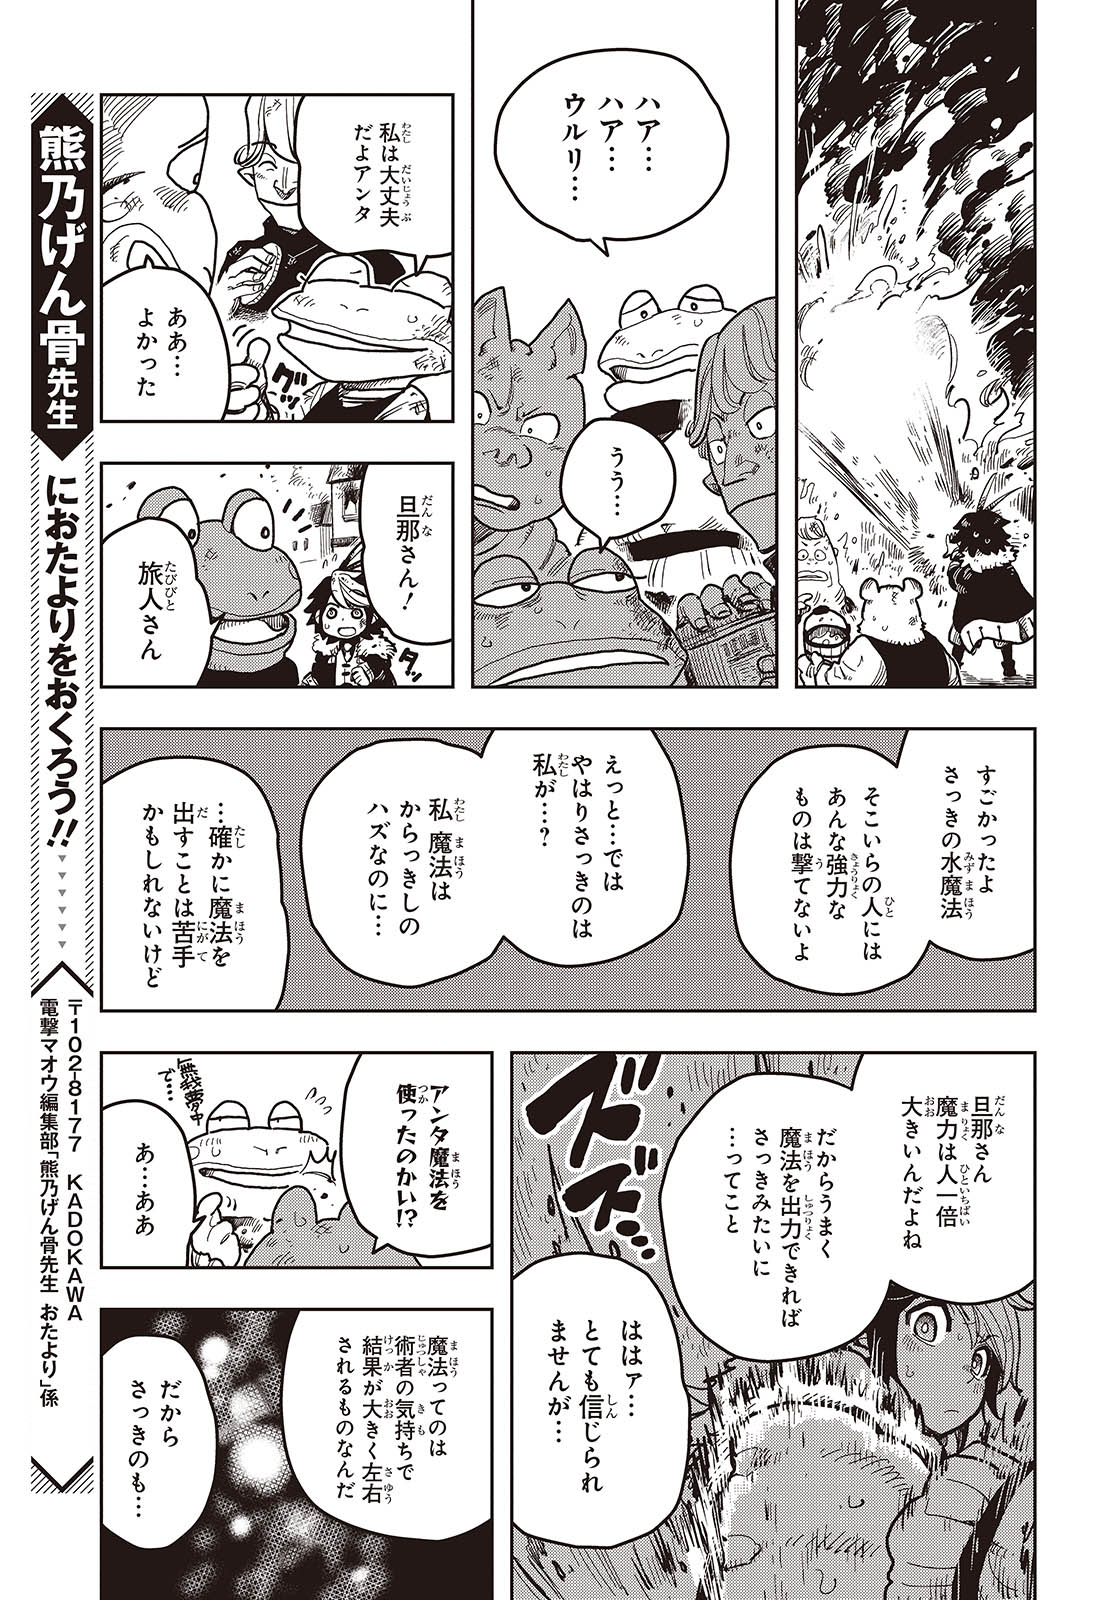 ハア…
ハア…
ウルリ…
うう…
私は大丈夫
だよアンタ
ああ…
よかった
グッ
旦那さん！
旅人さん
タッ
すごかったよ
さっきの水魔法
そこいらの人には
あんな強力な
ものは撃てないよ
えっと…では
やはりさっきのは
私が…？
私 魔法は
からっきしの
ハズなのに…
…確かに魔法を
出すことは苦手
かもしれないけど
旦那さん
魔力は人一倍
大きいんだよね
だからうまく
魔法を出力できれば
さっきみたいに
…ってこと
ズズ…
ははァ…
とても信じられ
ませんが…
アンタ魔法を
使ったのかい!?
無我夢中
で…
あ…ああ
魔法ってのは
術者の気持ちで
結果が大きく左右
されるものなんだ
だから
さっきのも…
熊乃げん骨先生におたよりをおくろう!!
〒102-8177 KADOKAWA
電撃マオウ編集部「熊乃げん骨先生 おたより」係